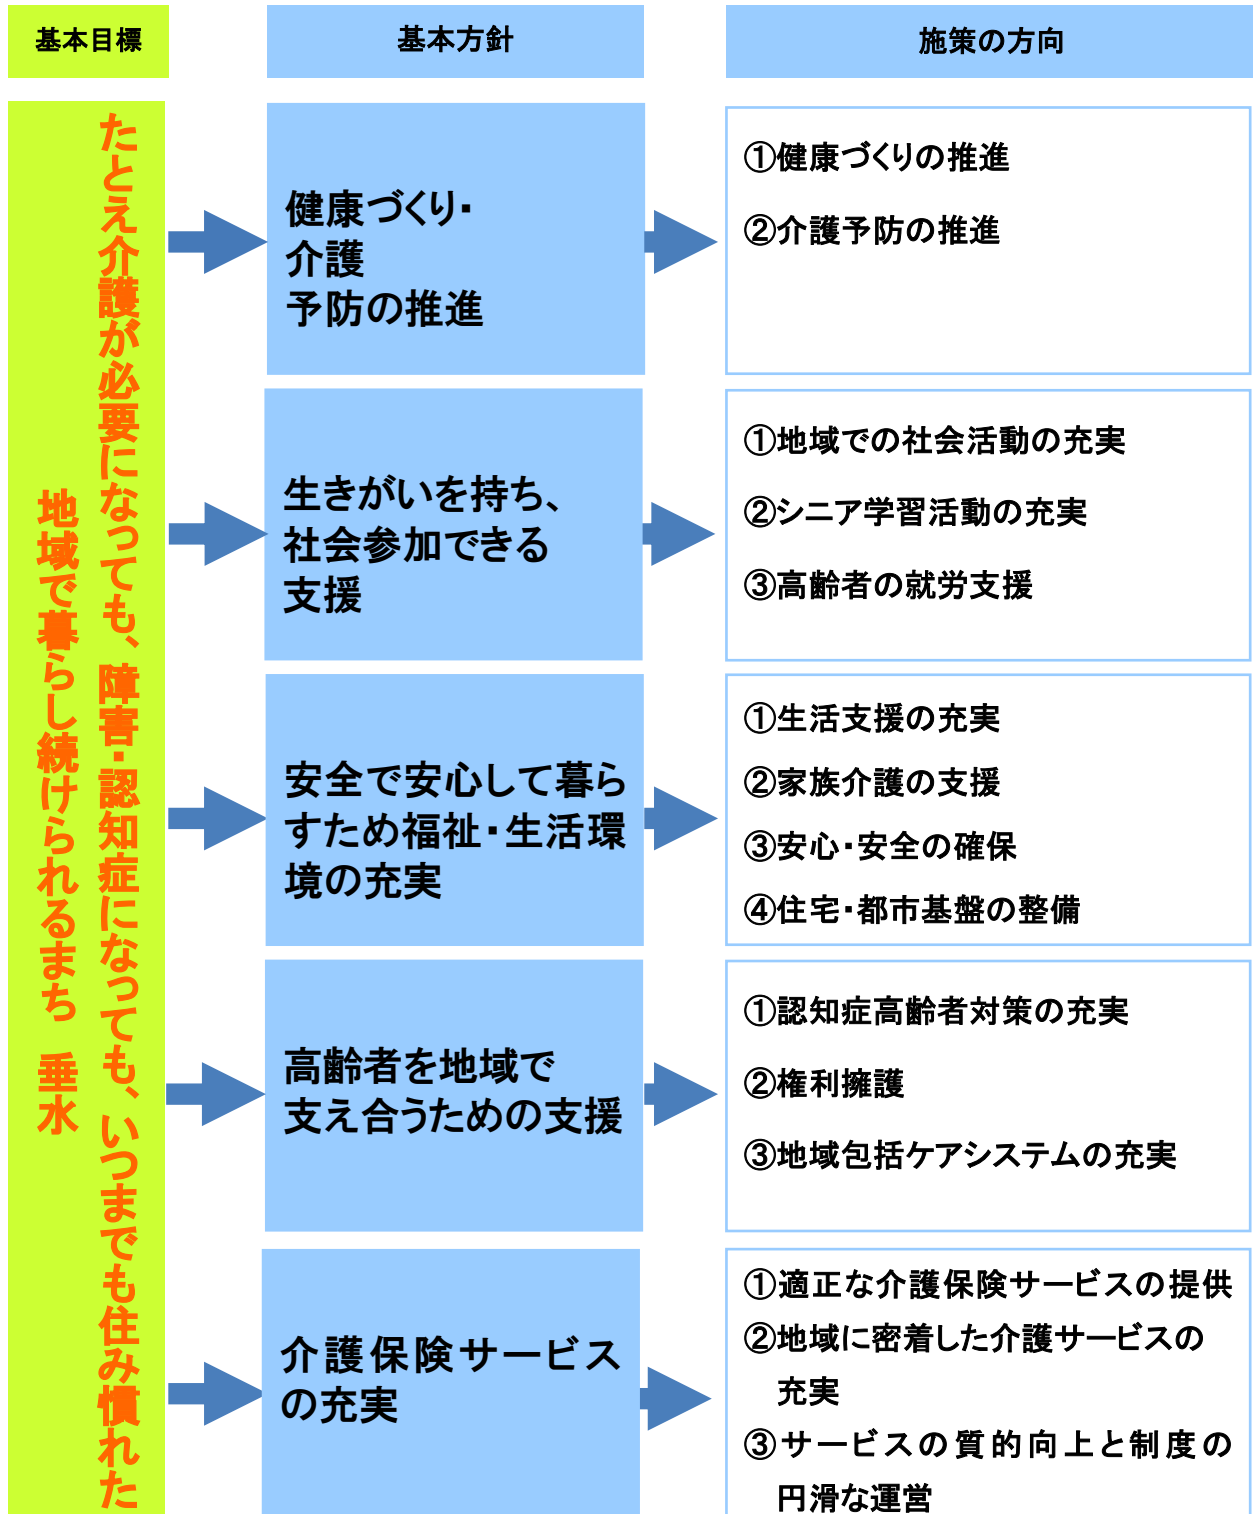 基本目標
基本方針
施策の方向
たとえ介護が必要になっても、障害・認知症になっても、いつまでも住み慣れた
地域で暮らし続けられるまち　垂水
健康づくり・
介護
予防の推進
①健康づくりの推進
②介護予防の推進
生きがいを持ち、
社会参加できる
支援
①地域での社会活動の充実
②シニア学習活動の充実
③高齢者の就労支援
安全で安心して暮ら
すため福祉・生活環
境の充実
①生活支援の充実
②家族介護の支援
③安心・安全の確保
④住宅・都市基盤の整備
高齢者を地域で
支え合うための支援
①認知症高齢者対策の充実
②権利擁護
③地域包括ケアシステムの充実
介護保険サービス
の充実
①適正な介護保険サービスの提供
②地域に密着した介護サービスの
充実
③サービスの質的向上と制度の
円滑な運営